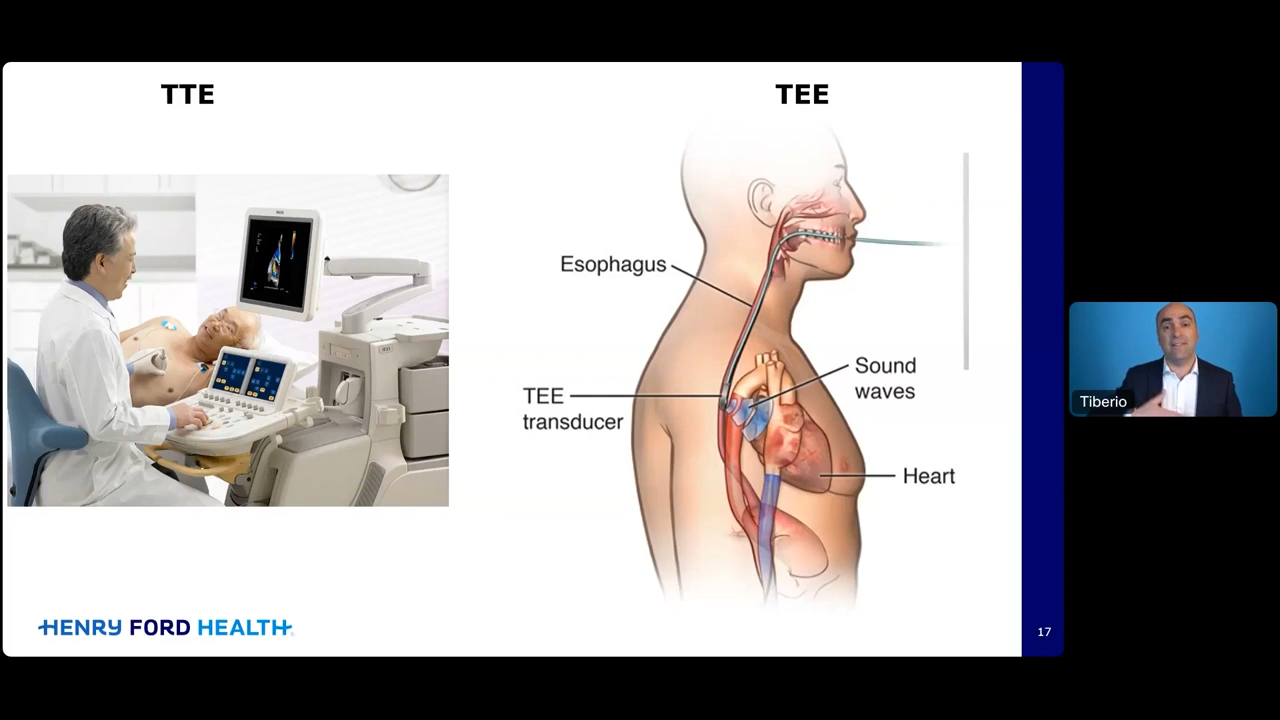 TTE
TEE
Esophagus
TEE
transducer
Sound
waves
Heart
HENRY FORD HEALTH
17
Tiberio